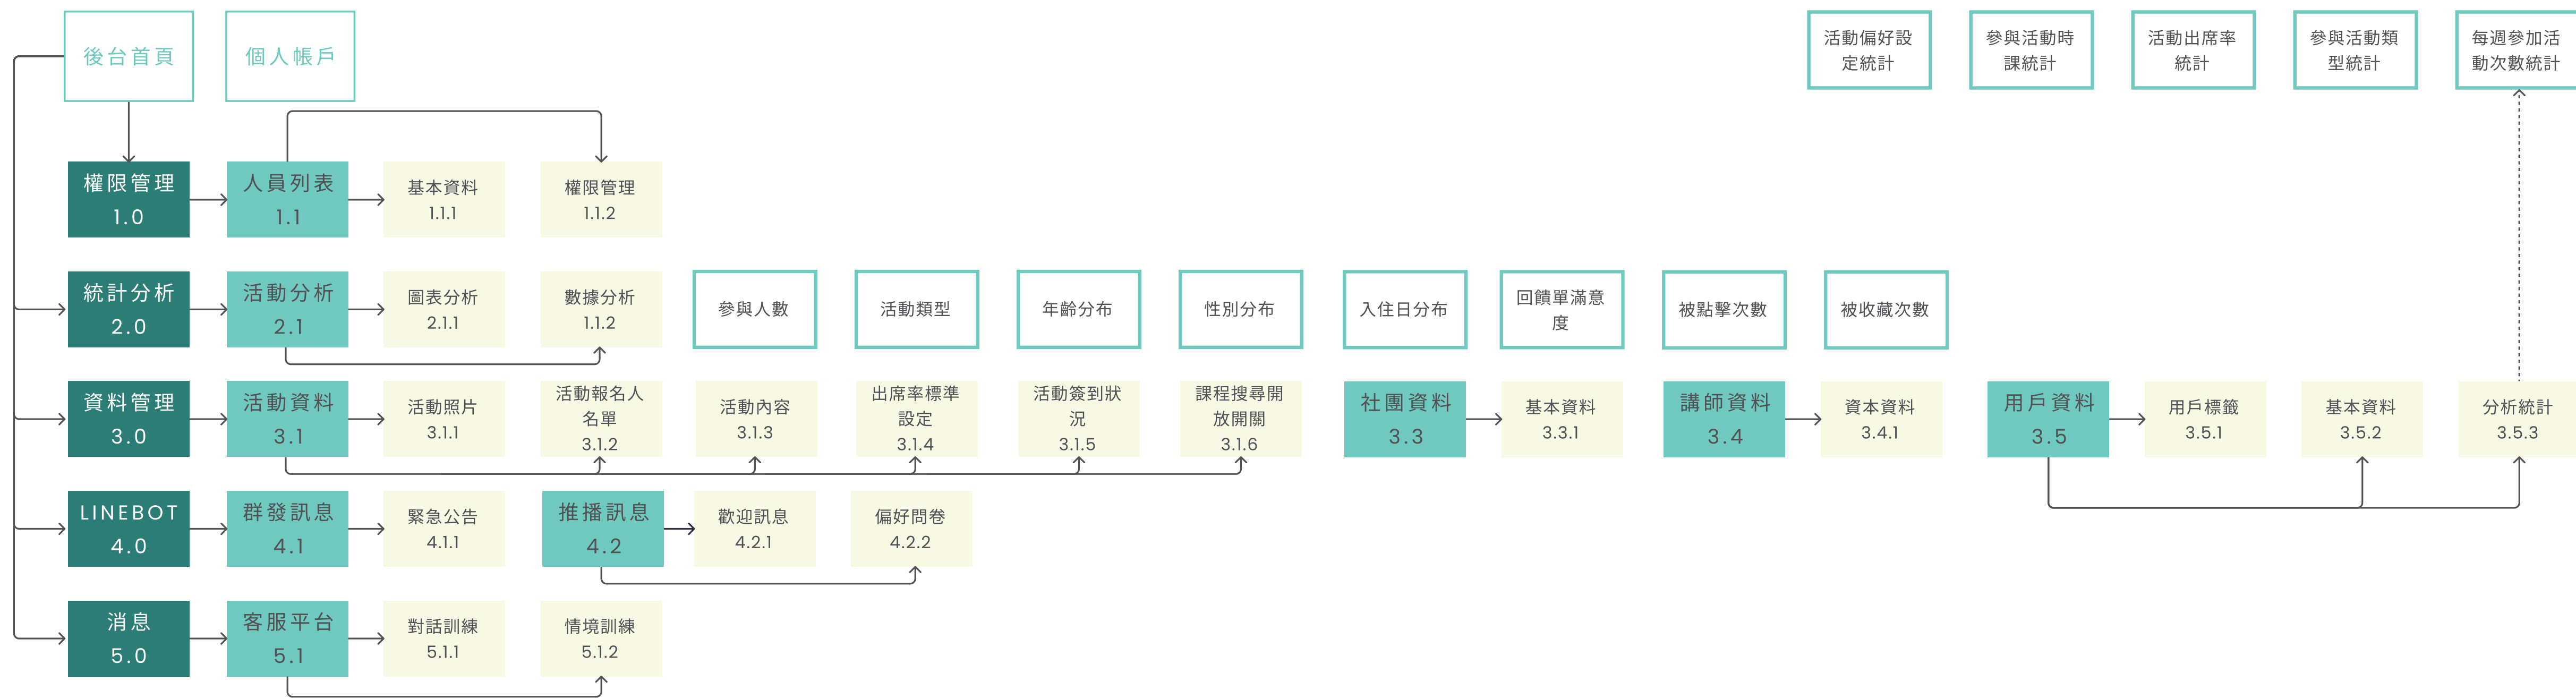 後台首頁
個人帳戶
活動偏好設
定統計
參與活動時
課統計
活動出席率
統計
參與活動類
型統計
每週參加活
動次數統計
權限管理
1.0
人員列表
1.1
基本資料
1.1.1
權限管理
1.1.2
統計分析
2.0
活動分析
2.1
圖表分析
2.1.1
數據分析
1.1.2
參與人數
活動類型
年齡分布
性別分布
入住日分布
回饋單滿意
度
被點擊次數
被收藏次數
資料管理
3.0
活動資料
3.1
活動照片
3.1.1
活動報名人
名單
3.1.2
活動內容
3.1.3
出席率標準
設定
3.1.4
活動簽到狀
況
3.1.5
課程搜尋開
放開關
3.1.6
社團資料
3.3
基本資料
3.3.1
講師資料
3.4
資本資料
3.4.1
用戶資料
3.5
用戶標籤
3.5.1
基本資料
3.5.2
分析統計
3.5.3
LINEBOT
4.0
群發訊息
4.1
緊急公告
4.1.1
推播訊息
4.2
歡迎訊息
4.2.1
偏好問卷
4.2.2
消息
5.0
客服平台
5.1
對話訓練
5.1.1
情境訓練
5.1.2